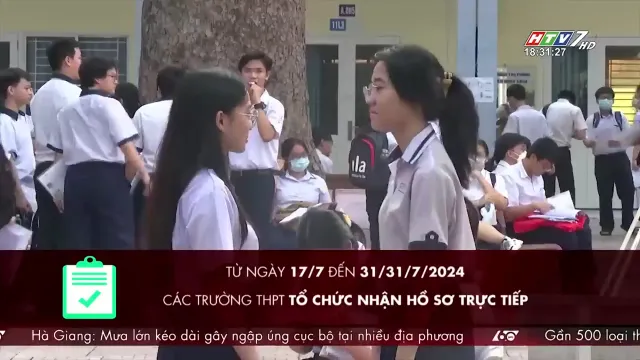 HTV7 HD
18:31:27
TỪ NGÀY 17/7 ĐẾN 31/31/7/2024
CÁC TRƯỜNG THPT TỔ CHỨC NHẬN HỒ SƠ TRỰC TIẾP
Hà Giang: Mưa lớn kéo dài gây ngập úng cục bộ tại nhiều địa phương
Gần 500 loại th